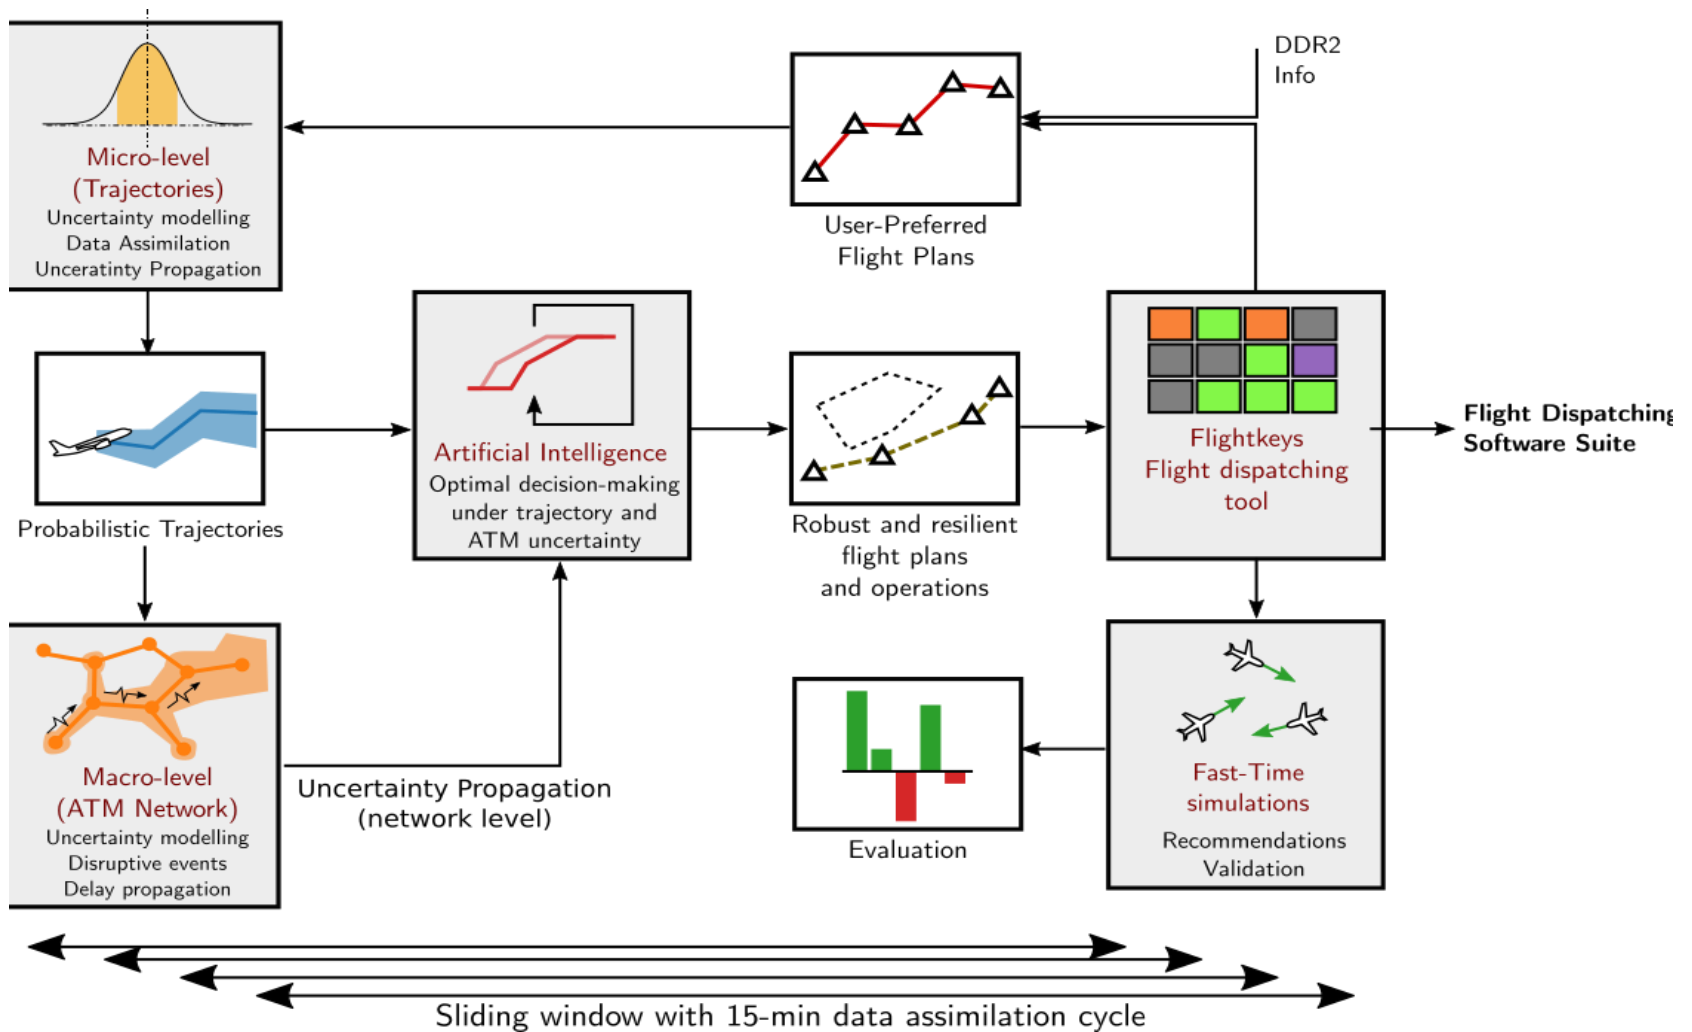 DDR2
Info
Micro-level
(Trajectories)
Uncertainty modelling
Data Assimilation
Unceratinty Propagation
User-Preferred
Flight Plans
Probabilistic Trajectories
Artificial Intelligence
Optimal decision-making
under trajectory and
ATM uncertainty
Robust and resilient
flight plans
and operations
Flightkeys
Flight dispatching
tool
Flight Dispatching
Software Suite
Macro-level
(ATM Network)
Uncertainty modelling
Disruptive events
Delay propagation
Uncertainty Propagation
(network level)
Evaluation
Fast-Time
simulations
Recommendations
Validation
Sliding window with 15-min data assimilation cycle